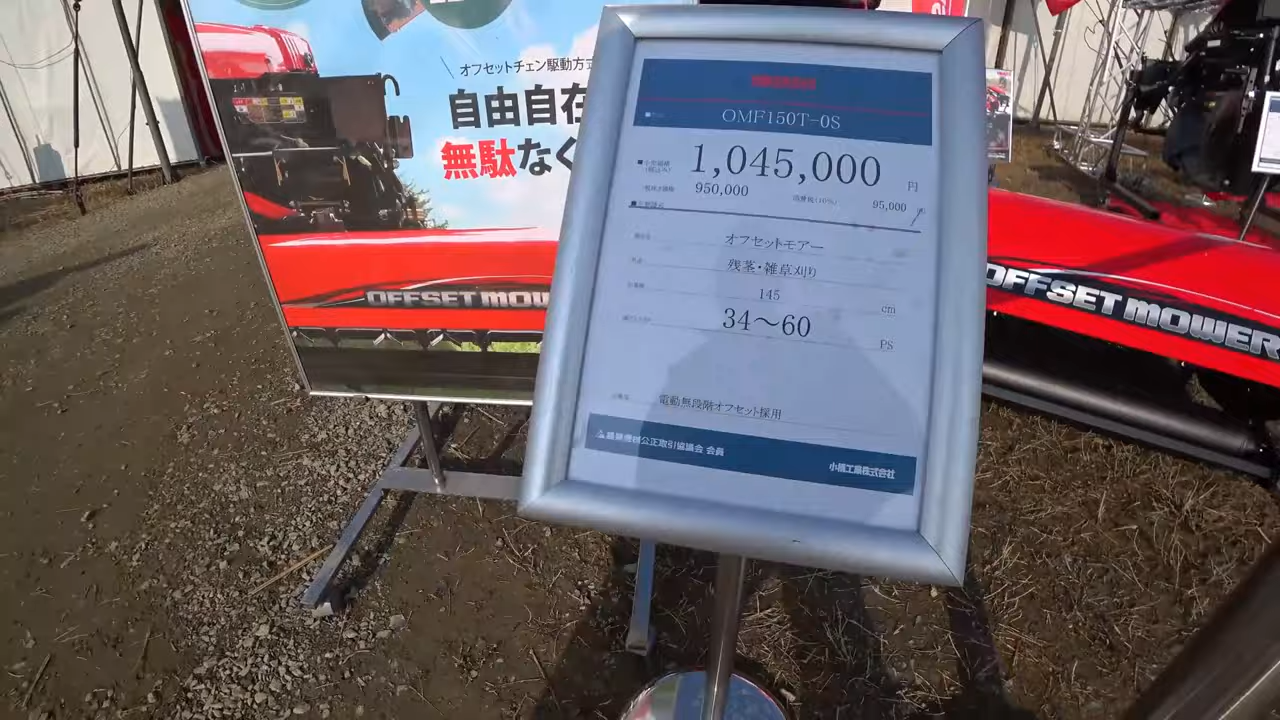 オフセットチェン駆動方式
自由自在
無駄なく
OFFSET MOW
OMF150T-0S
1,045,000 円
950,000 消費税(10%) 95,000
オフセットモアー
残茎・雑草刈り
145 cm
34～60 PS
電動無段階オフセット採用
農業機械公正取引協議会 会員
小橋工業株式会社
OFFSET MOWER